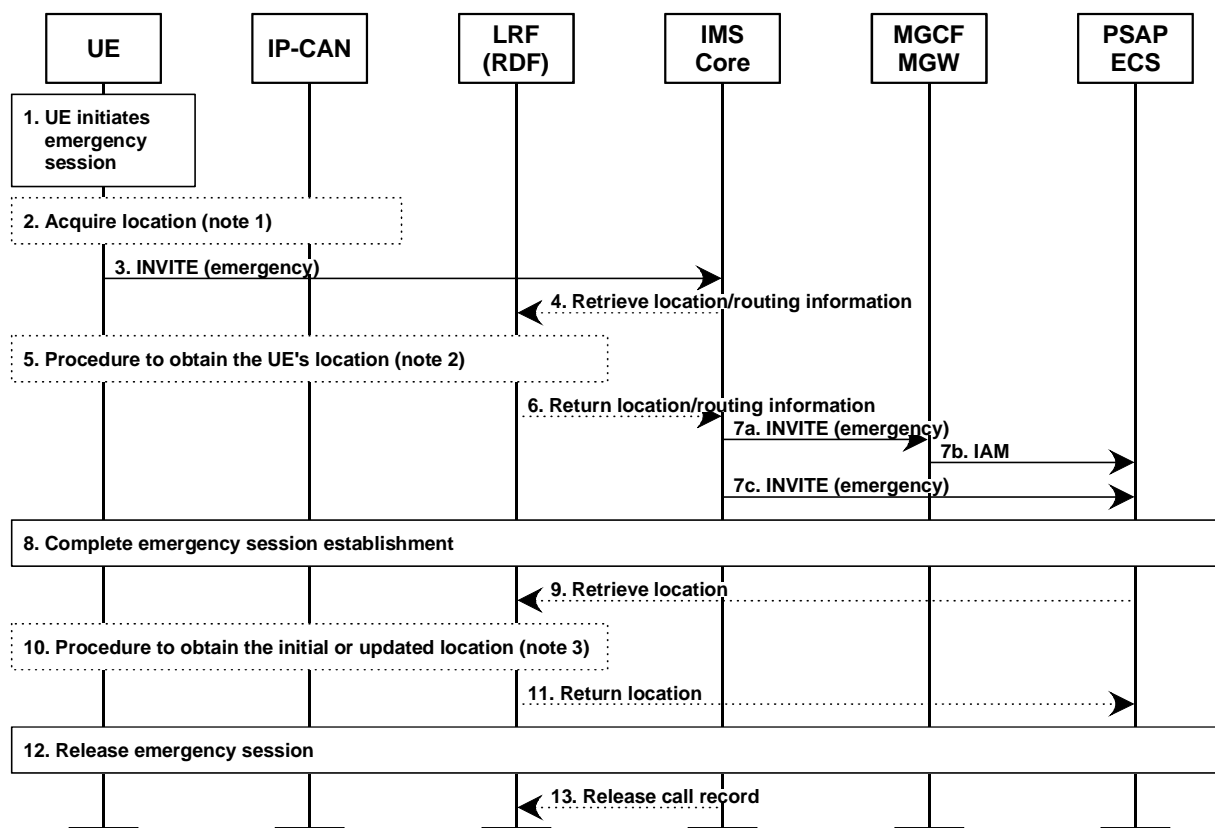 UE
IP-CAN
LRF
(RDF)
IMS
Core
MGCF
MGW
PSAP
ECS
1. UE initiates
emergency
session
2. Acquire location (note 1)
3. INVITE (emergency)
4. Retrieve location/routing information
5. Procedure to obtain the UE's location (note 2)
6. Return location/routing information
7a. INVITE (emergency)
7b. IAM
7c. INVITE (emergency)
8. Complete emergency session establishment
9. Retrieve location
10. Procedure to obtain the initial or updated location (note 3)
11. Return location
12. Release emergency session
13. Release call record